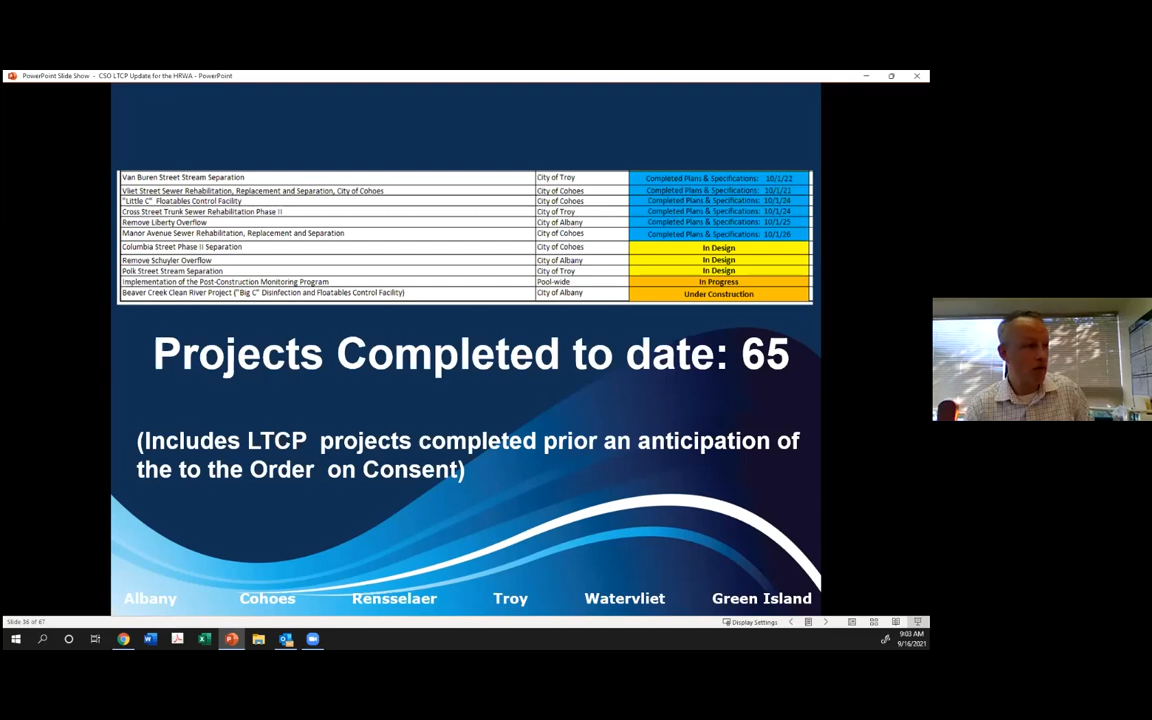 PowerPoint Slide Show - CSO LTCP Update for the HRWA - PowerPoint
Van Buren Street Stream Separation City of Troy Completed Plans & Specifications: 10/1/22
Vliet Street Sewer Rehabilitation, Replacement and Separation, City of Cohoes City of Cohoes Completed Plans & Specifications: 10/1/21
"Little C" Floatables Control Facility City of Cohoes Completed Plans & Specifications: 10/1/24
Cross Street Trunk Sewer Rehabilitation Phase II City of Troy Completed Plans & Specifications: 10/1/24
Remove Liberty Overflow City of Albany Completed Plans & Specifications: 10/1/25
Manor Avenue Sewer Rehabilitation, Replacement and Separation City of Cohoes Completed Plans & Specifications: 10/1/26
Columbia Street Phase II Separation City of Cohoes In Design
Remove Schuyler Overflow City of Albany In Design
Polk Street Stream Separation City of Troy In Design
Implementation of the Post-Construction Monitoring Program Pool-wide In Progress
Beaver Creek Clean River Project ("Big C" Disinfection and Floatables Control Facility) City of Albany Under Construction
Projects Completed to date: 65
(Includes LTCP projects completed prior an anticipation of
the to the Order on Consent)
Albany Cohoes Rensselaer Troy Watervliet Green Island
Slide 36 of 67 Display Settings
9:03 AM
9/16/2021